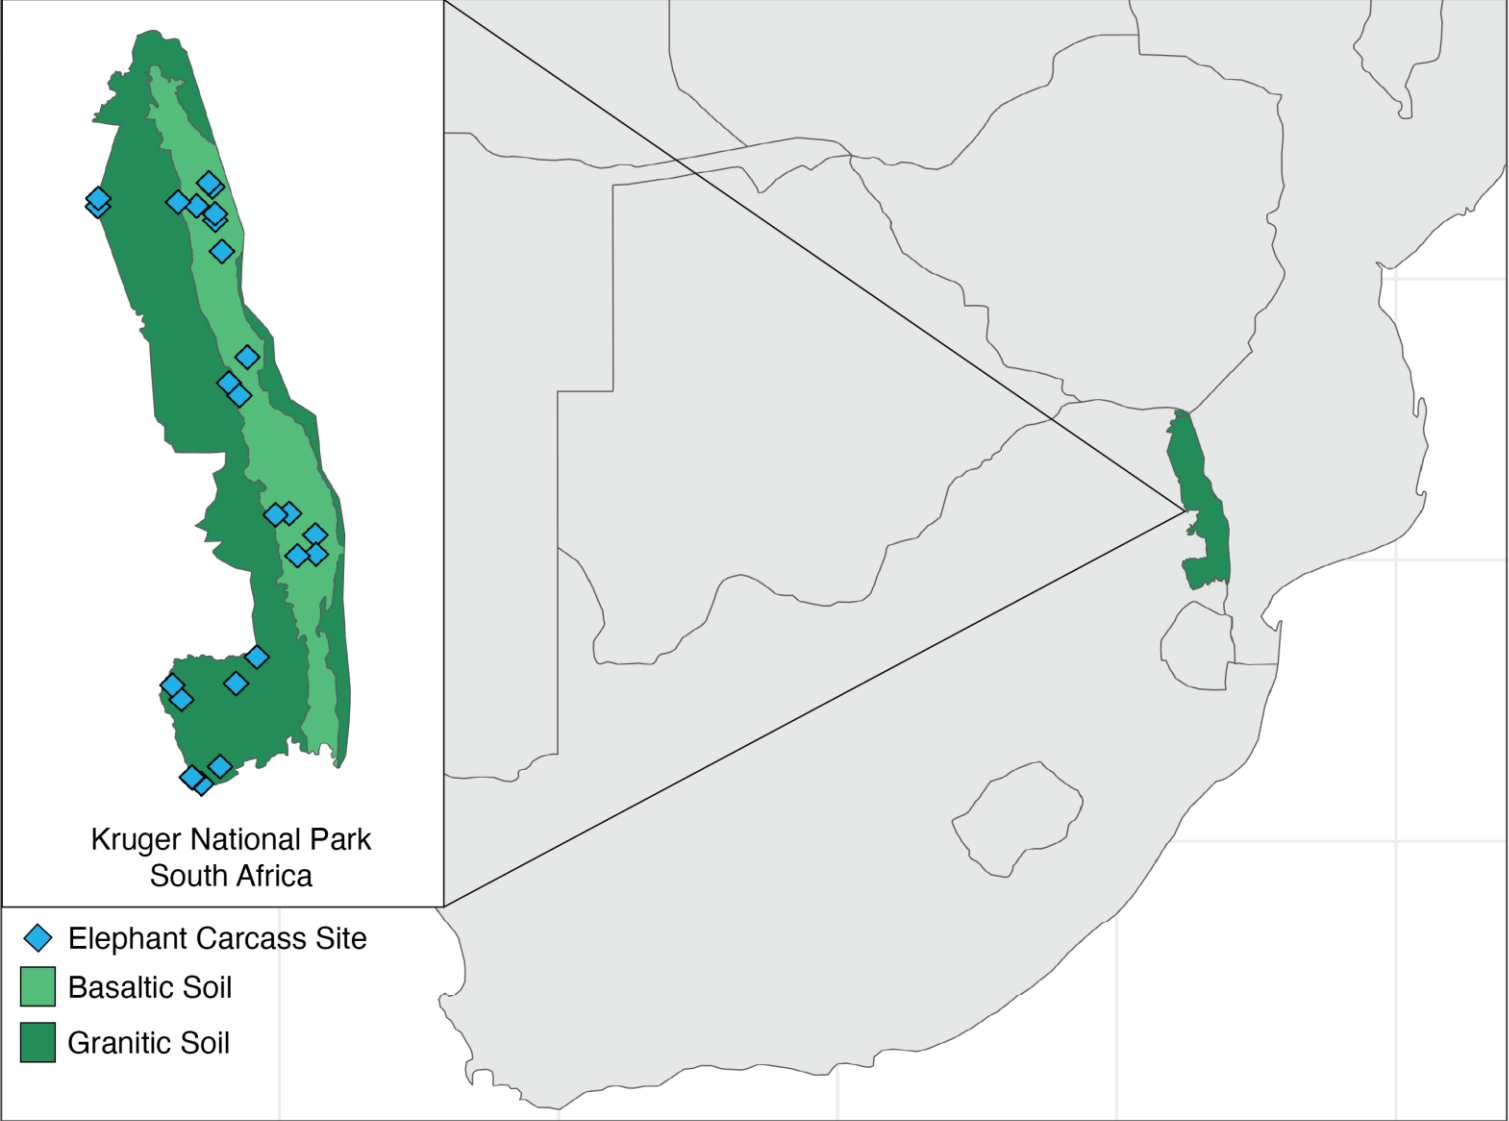 Kruger National Park
South Africa
Elephant Carcass Site
Basaltic Soil
Granitic Soil